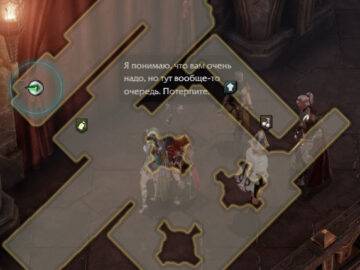 Я понимаю, что вам очень
надо, но тут вообще-то
очередь. Потерпите.